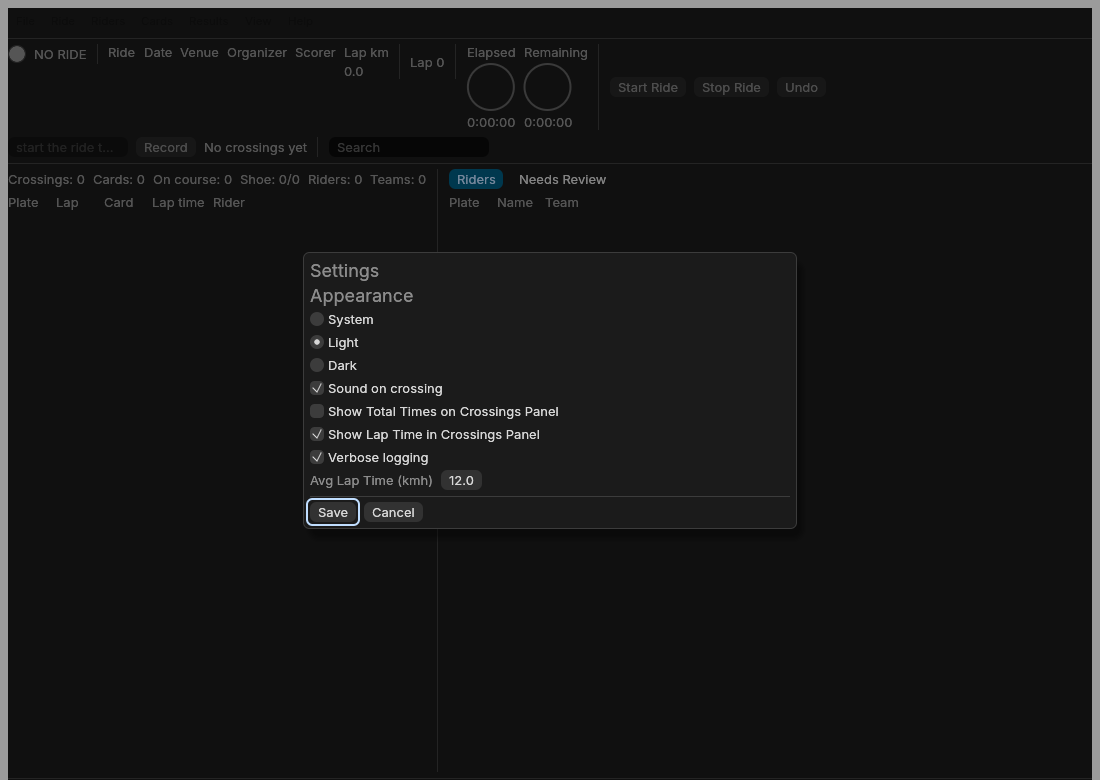 NO RIDE
Ride Date Venue Organizer Scorer Lap km
0.0
Lap 0
Elapsed Remaining
0:00:00 0:00:00
Start Ride Stop Ride Undo
start the ride t... Record No crossings yet Search
Crossings: 0 Cards: 0 On course: 0 Shoe: 0/0 Riders: 0 Teams: 0
Plate Lap Card Lap time Rider
Riders Needs Review
Plate Name Team
Settings
Appearance
System
Light
Dark
Sound on crossing
Show Total Times on Crossings Panel
Show Lap Time in Crossings Panel
Verbose logging
Avg Lap Time (kmh) 12.0
Save Cancel